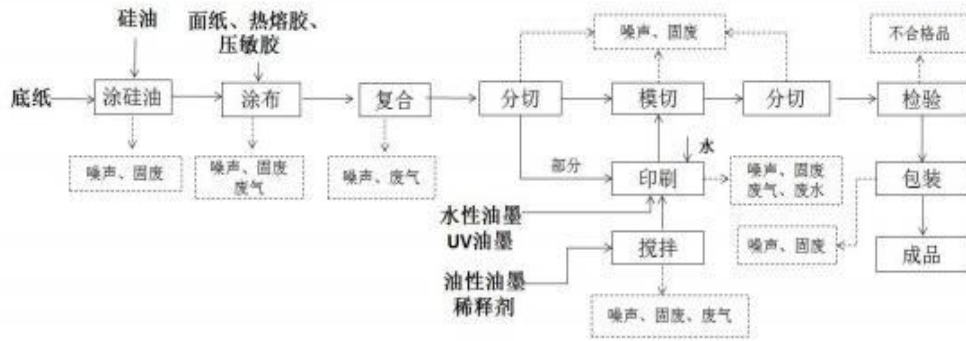 硅油
面纸、热熔胶、
压敏胶
噪声、固废
不合格品
底纸
涂硅油
涂布
复合
分切
模切
分切
检验
噪声、固废
噪声、固废
废气
噪声、废气
部分
水
印刷
噪声、固废
废气、废水
包装
水性油墨
UV油墨
搅拌
噪声、固废
成品
油性油墨
稀释剂
噪声、固废、废气